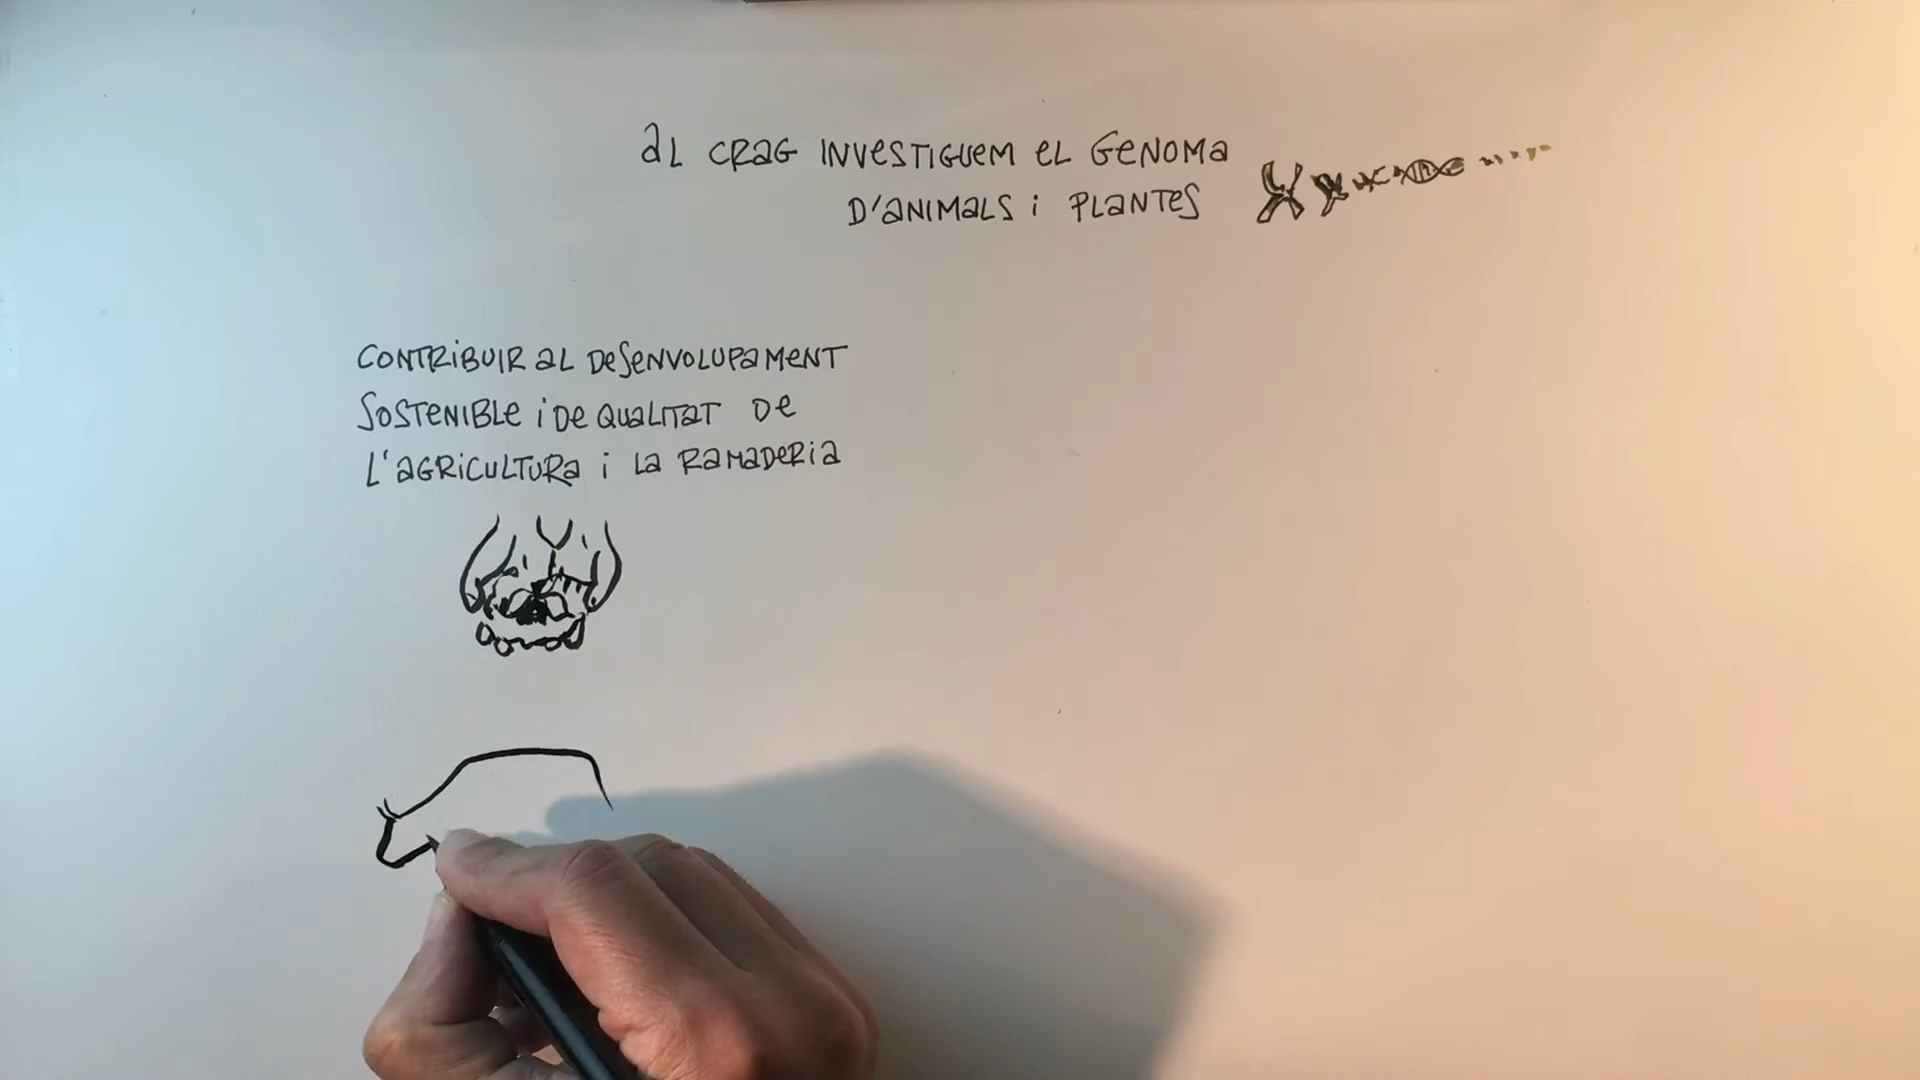 al CRaG INVeSTIGUeM eL GeNOMa
D'aNIMaLS i PLaNTeS
CONTRiBUIR aL DeSeNVOLUPaMeNT
SOSTeNIBLe i De QUaLITaT De
L'aGRiCULTURa i La RaMaDeRia